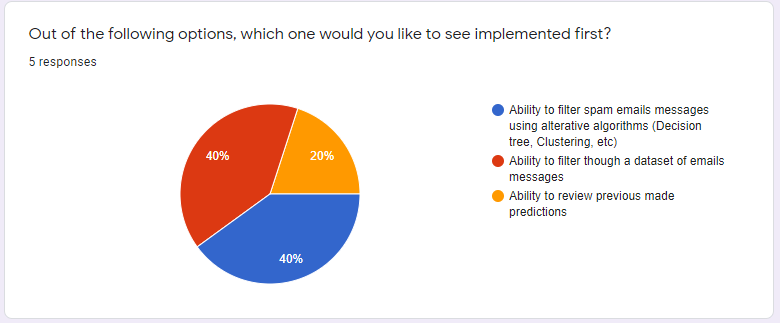 Out of the following options, which one would you like to see implemented first?
5 responses
40%
20%
40%
Ability to filter spam emails messages
using alterative algorithms (Decision
tree, Clustering, etc)
Ability to filter though a dataset of emails
messages
Ability to review previous made
predictions